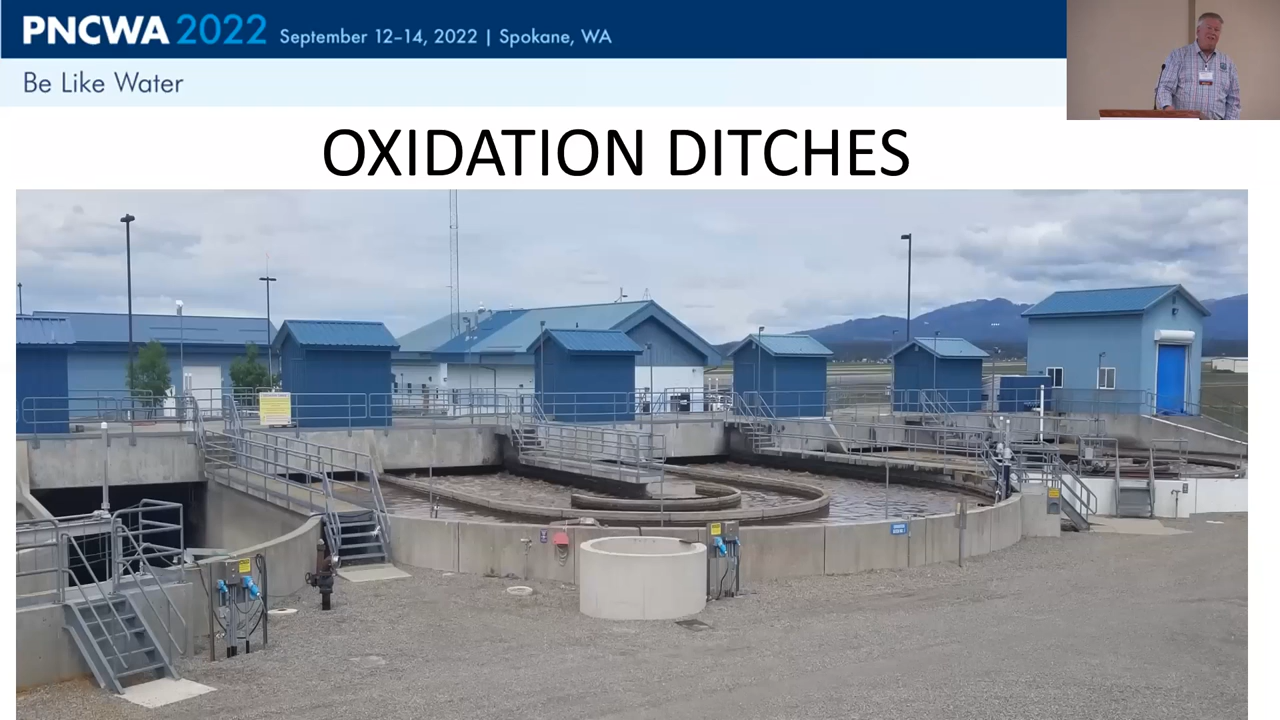 PNCWA 2022 September 12–14, 2022 | Spokane, WA
Be Like Water
OXIDATION DITCHES